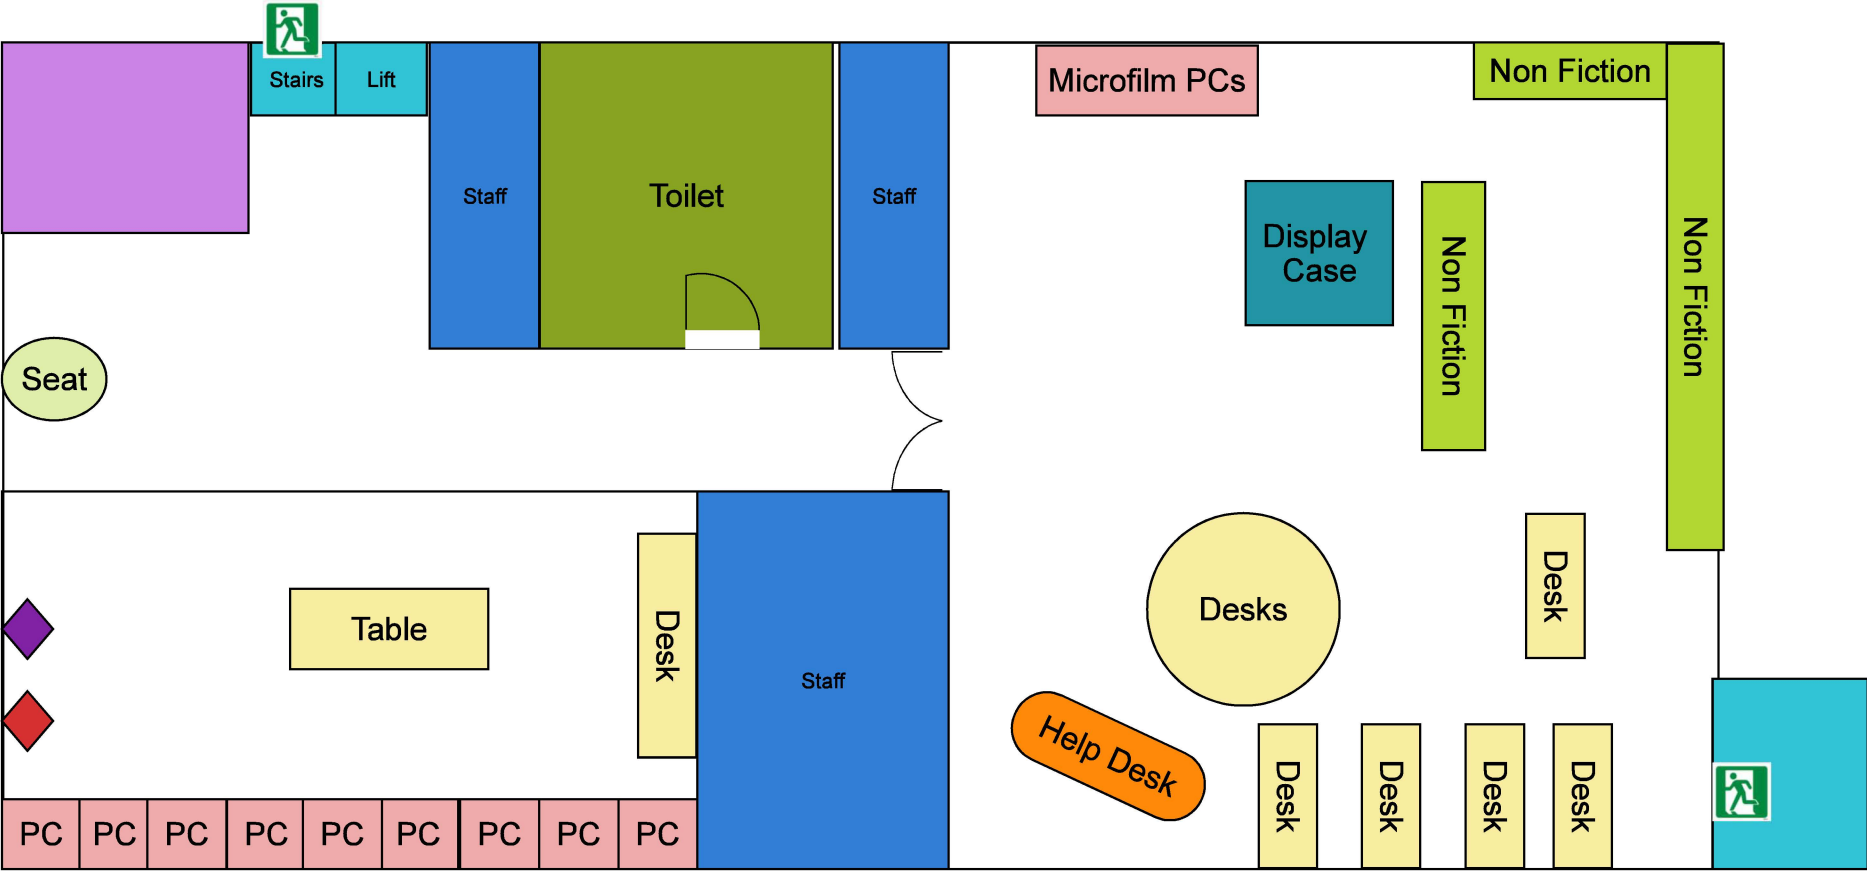 Stairs
Lift
Staff
Toilet
Staff
Microfilm PCs
Non Fiction
Display
Case
Non Fiction
Non Fiction
Seat
Table
Desk
Staff
Desks
Desk
Help Desk
Desk
Desk
Desk
Desk
PC
PC
PC
PC
PC
PC
PC
PC
PC